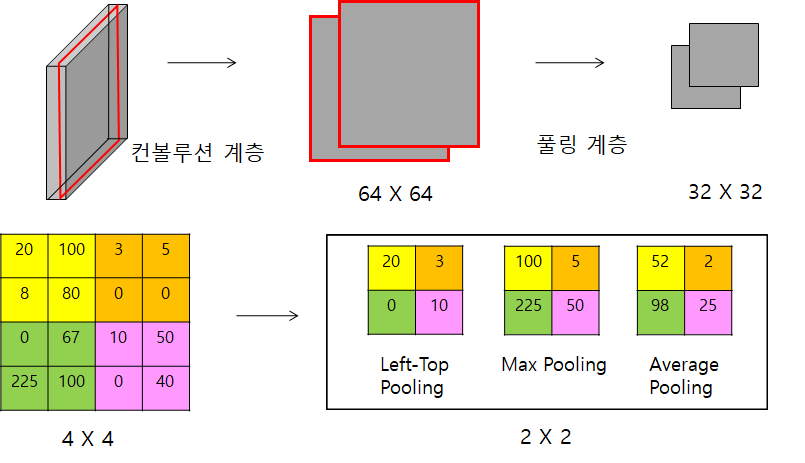 컨볼루션 계층
풀링 계층
64 X 64
32 X 32
20 100 3 5
8 80 0 0
0 67 10 50
225 100 0 40
4 X 4
20 3
0 10
Left-Top
Pooling
100 5
225 50
Max Pooling
52 2
98 25
Average
Pooling
2 X 2